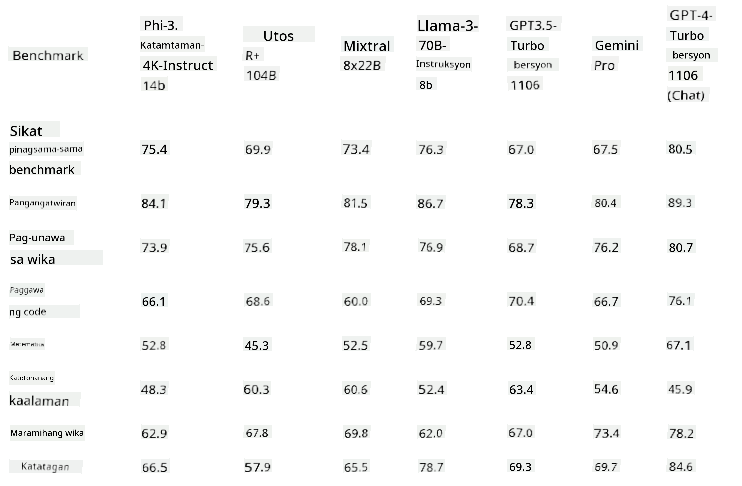 Benchmark
Phi-3.
Katamtaman-
4K-Instruct
14b
Utos
R+
104B
Mixtral
8x22B
Llama-3-
70B-
Instruksyon
8b
GPT3.5-
Turbo
bersyon
1106
Gemini
Pro
GPT-4-
Turbo
bersyon
1106
(Chat)
Sikat
pinagsama-sama
benchmark
75.4 69.9 73.4 76.3 67.0 67.5 80.5
Pangangatwiran 84.1 79.3 81.5 86.7 78.3 80.4 89.3
Pag-unawa
sa wika
73.9 75.6 78.1 76.9 68.7 76.2 80.7
Paggawa
ng code
66.1 68.6 60.0 69.3 70.4 66.7 76.1
Matematika 52.8 45.3 52.5 59.7 52.8 50.9 67.1
kaalaman
48.3 60.3 60.6 52.4 63.4 54.6 45.9
Maramihang wika 62.9 67.8 69.8 62.0 67.0 73.4 78.2
Katatagan 66.5 57.9 65.5 78.7 69.3 69.7 84.6